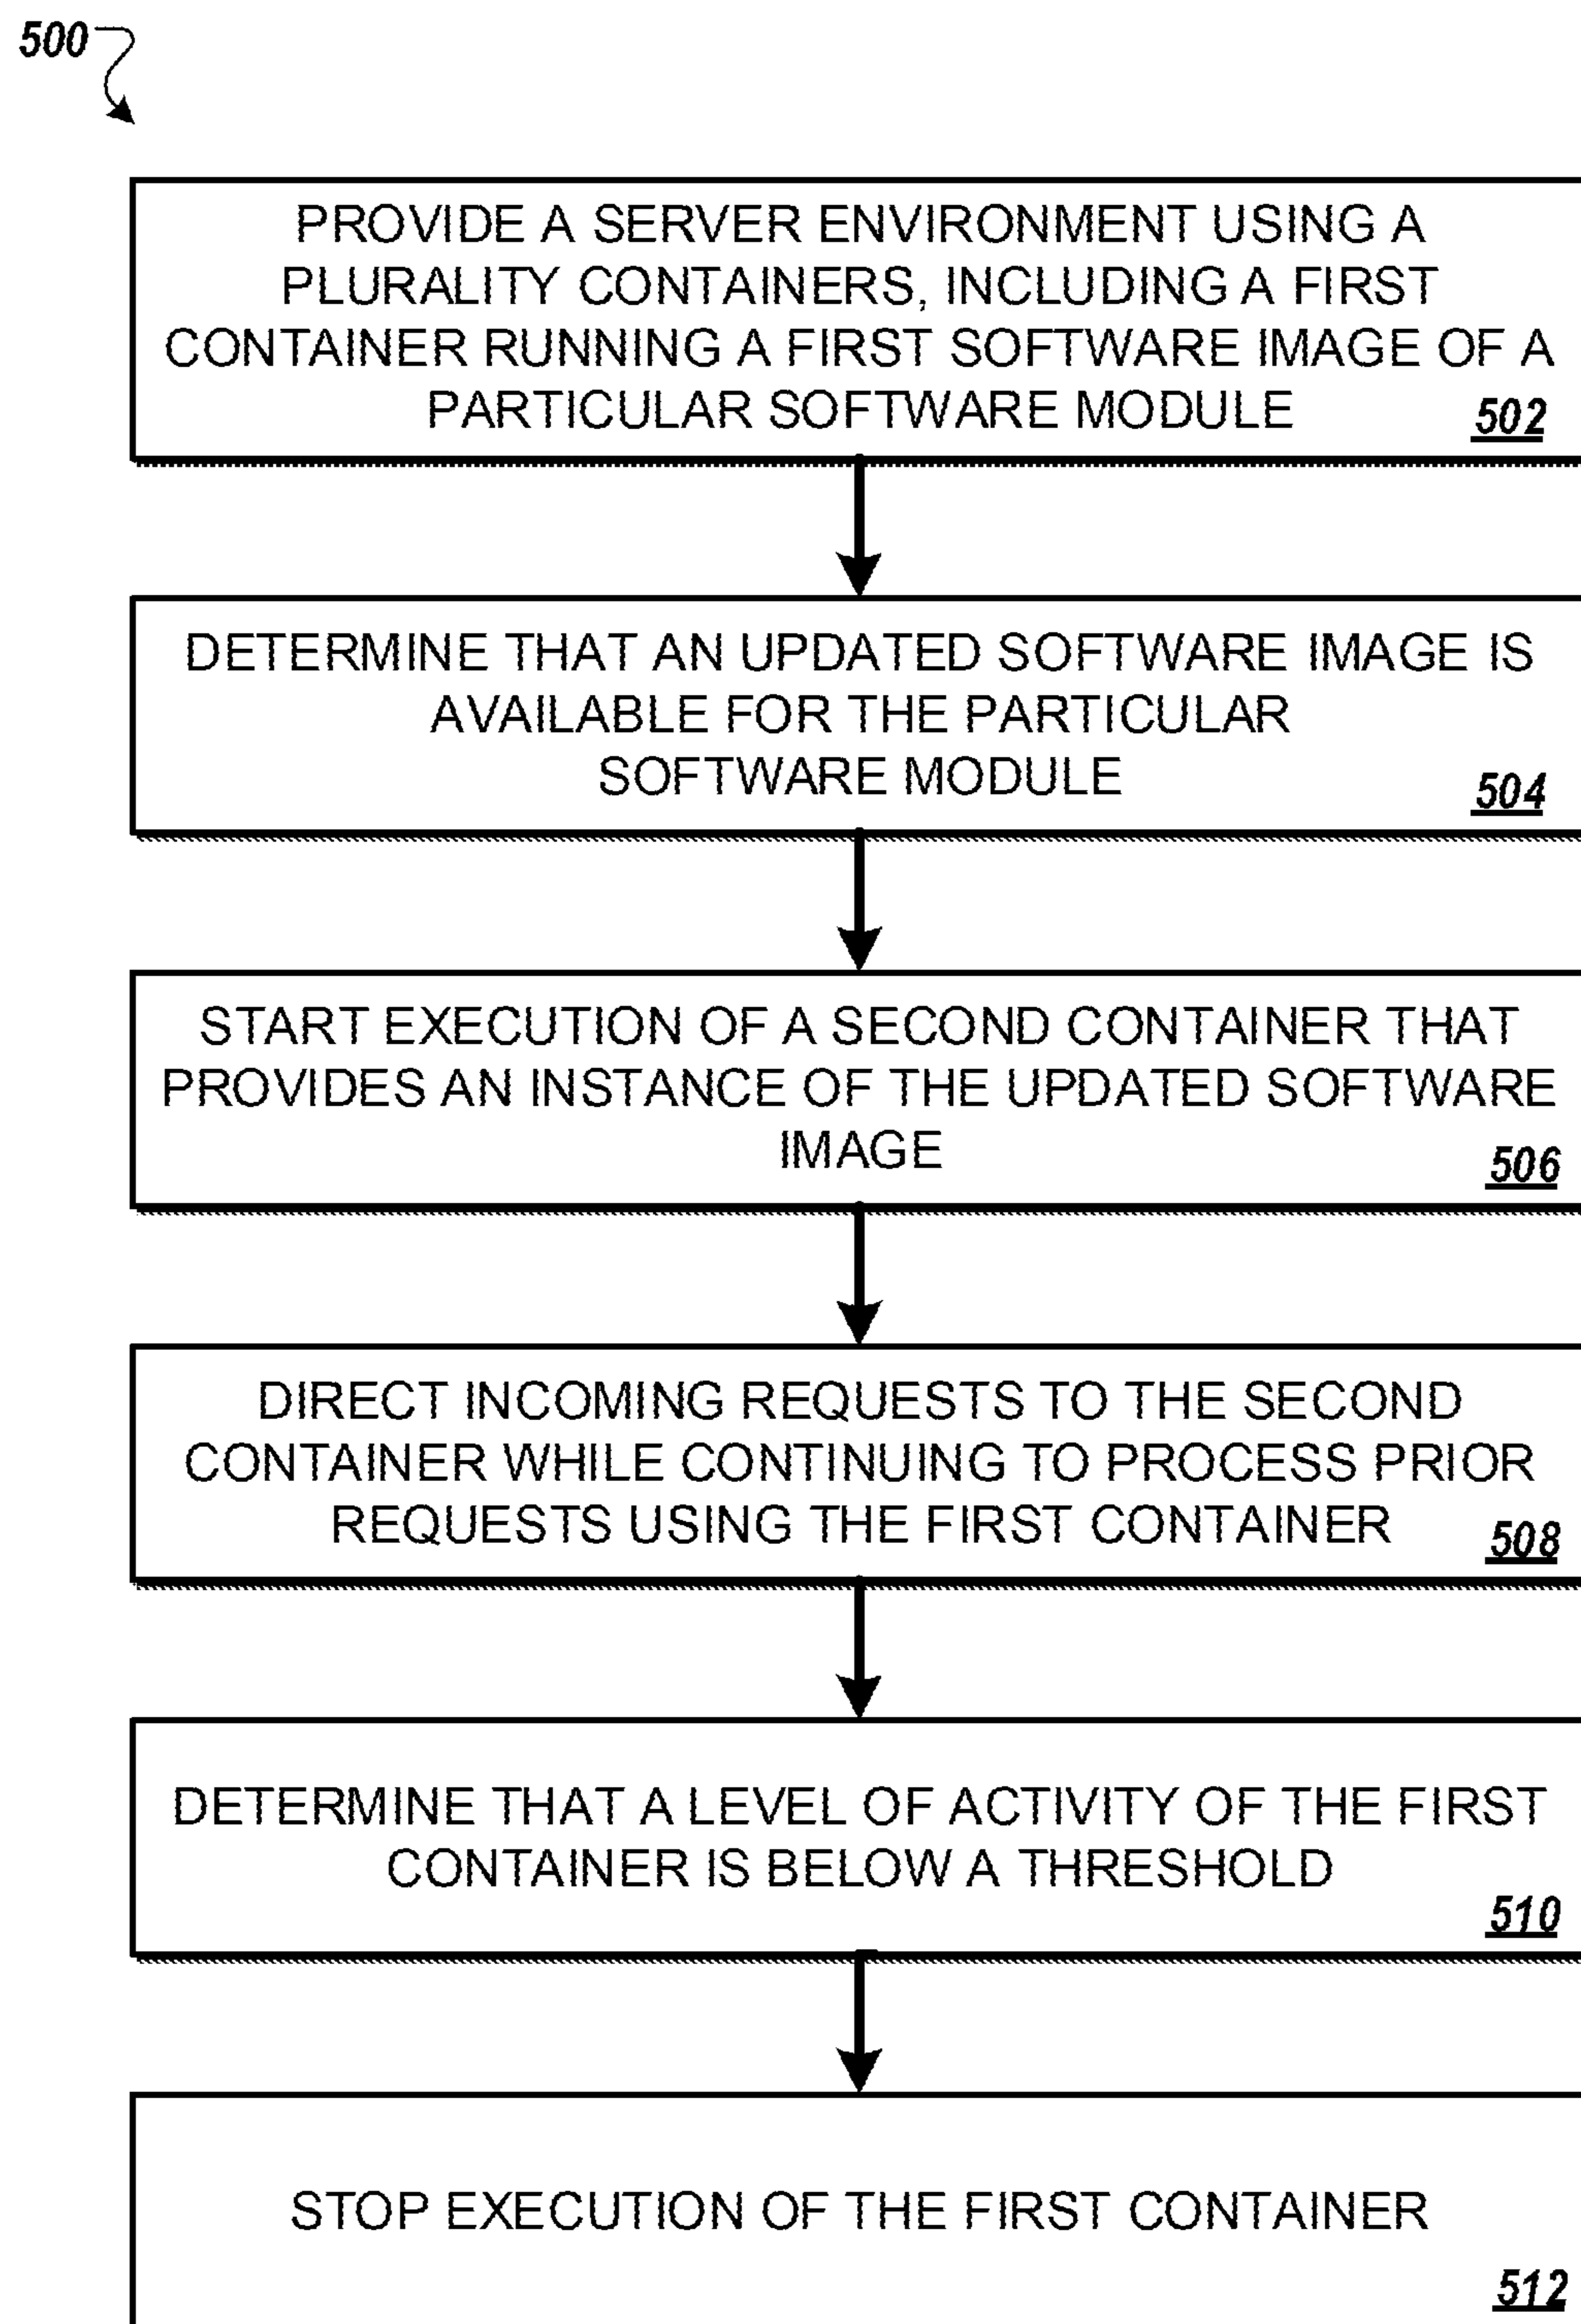 500
PROVIDE A SERVER ENVIRONMENT USING A
PLURALITY CONTAINERS, INCLUDING A FIRST
CONTAINER RUNNING A FIRST SOFTWARE IMAGE OF A
PARTICULAR SOFTWARE MODULE 502
DETERMINE THAT AN UPDATED SOFTWARE IMAGE IS
AVAILABLE FOR THE PARTICULAR
SOFTWARE MODULE 504
START EXECUTION OF A SECOND CONTAINER THAT
PROVIDES AN INSTANCE OF THE UPDATED SOFTWARE
IMAGE 506
DIRECT INCOMING REQUESTS TO THE SECOND
CONTAINER WHILE CONTINUING TO PROCESS PRIOR
REQUESTS USING THE FIRST CONTAINER 508
DETERMINE THAT A LEVEL OF ACTIVITY OF THE FIRST
CONTAINER IS BELOW A THRESHOLD
510
STOP EXECUTION OF THE FIRST CONTAINER
512